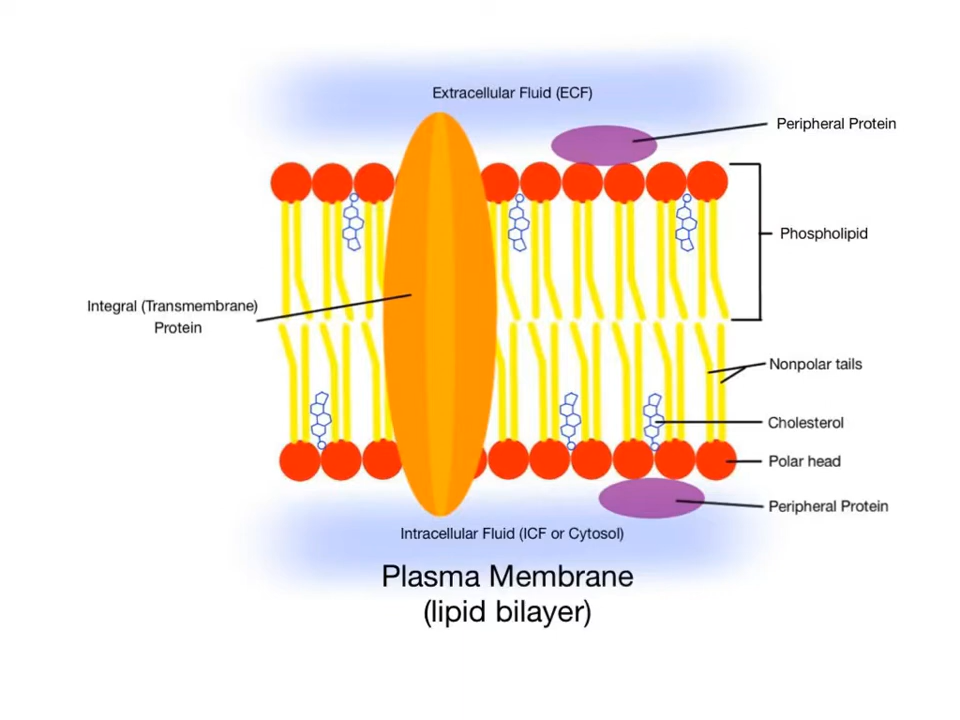 Extracellular Fluid (ECF)
Peripheral Protein
Phospholipid
Integral (Transmembrane)
Protein
Nonpolar tails
Cholesterol
Polar head
Peripheral Protein
Intracellular Fluid (ICF or Cytosol)
Plasma Membrane
(lipid bilayer)